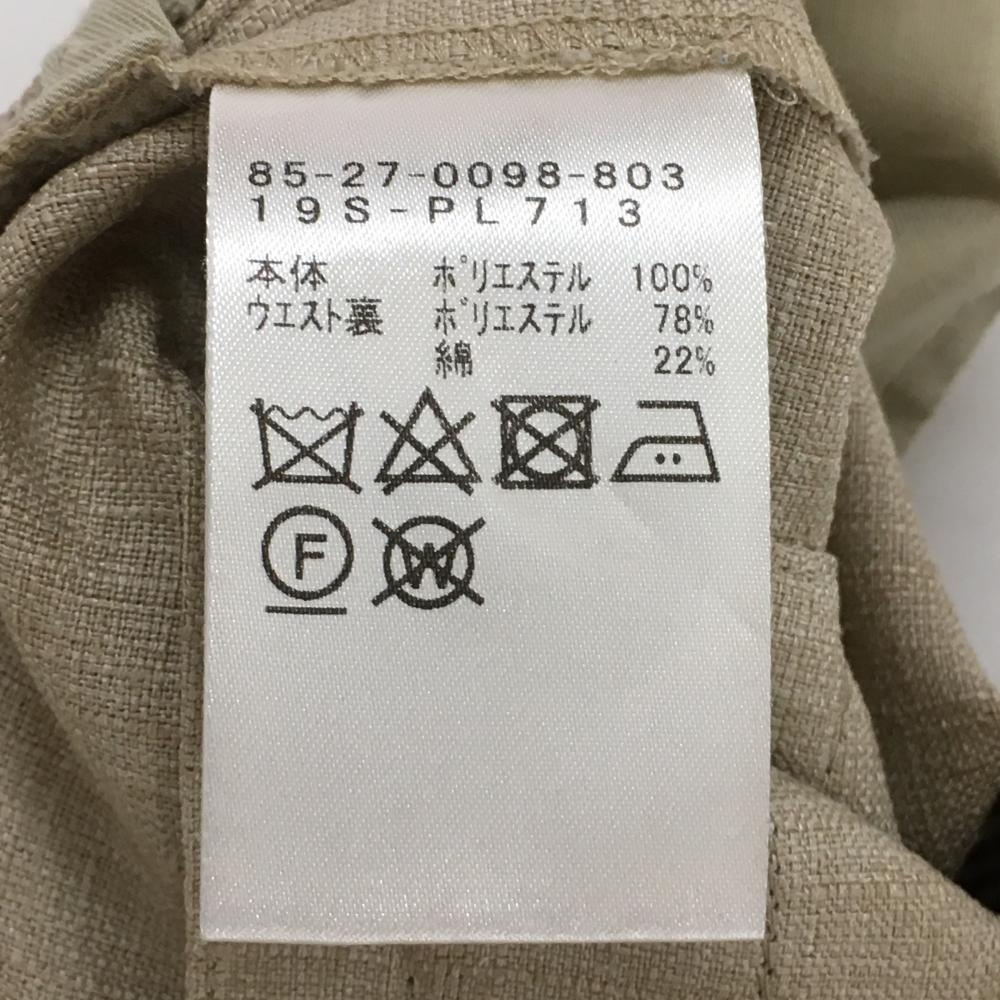 85-27-0098-803
19S-PL713
本体 ポリエステル 100%
ウエスト裏 ポリエステル 78%
綿 22%
F W